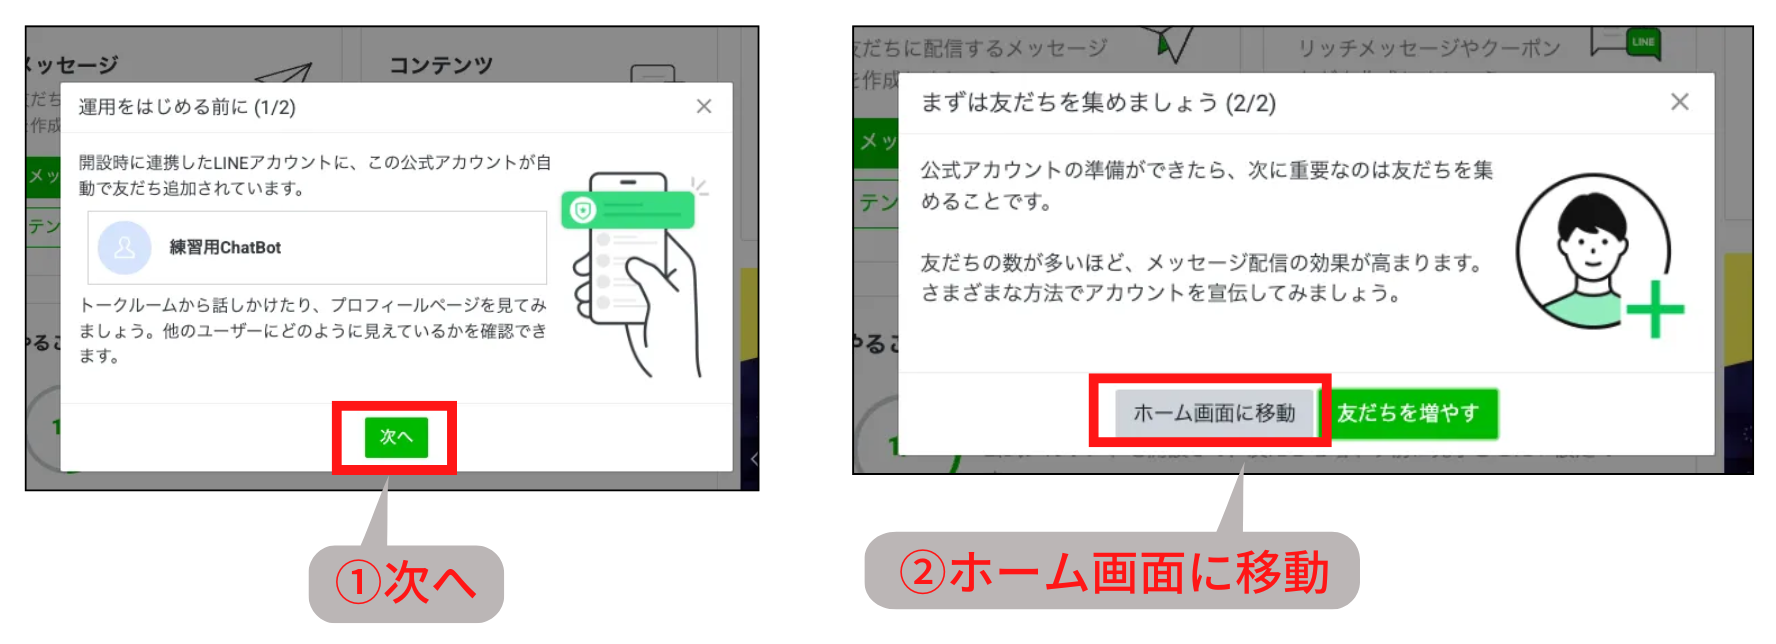 メッセージ
コンテンツ
運用をはじめる前に (1/2)
開設時に連携したLINEアカウントに、この公式アカウントが自
動で友だち追加されています。
練習用ChatBot
トークルームから話しかけたり、プロフィールページを見てみ
ましょう。他のユーザーにどのように見えているかを確認でき
ます。
次へ
①次へ
友だちに配信するメッセージ
を作成
リッチメッセージやクーポン
LINE
まずは友だちを集めましょう (2/2)
メッ
テン
公式アカウントの準備ができたら、次に重要なのは友だちを集
めることです。
友だちの数が多いほど、メッセージ配信の効果が高まります。
さまざまな方法でアカウントを宣伝してみましょう。
やるこ
ホーム画面に移動
友だちを増やす
②ホーム画面に移動